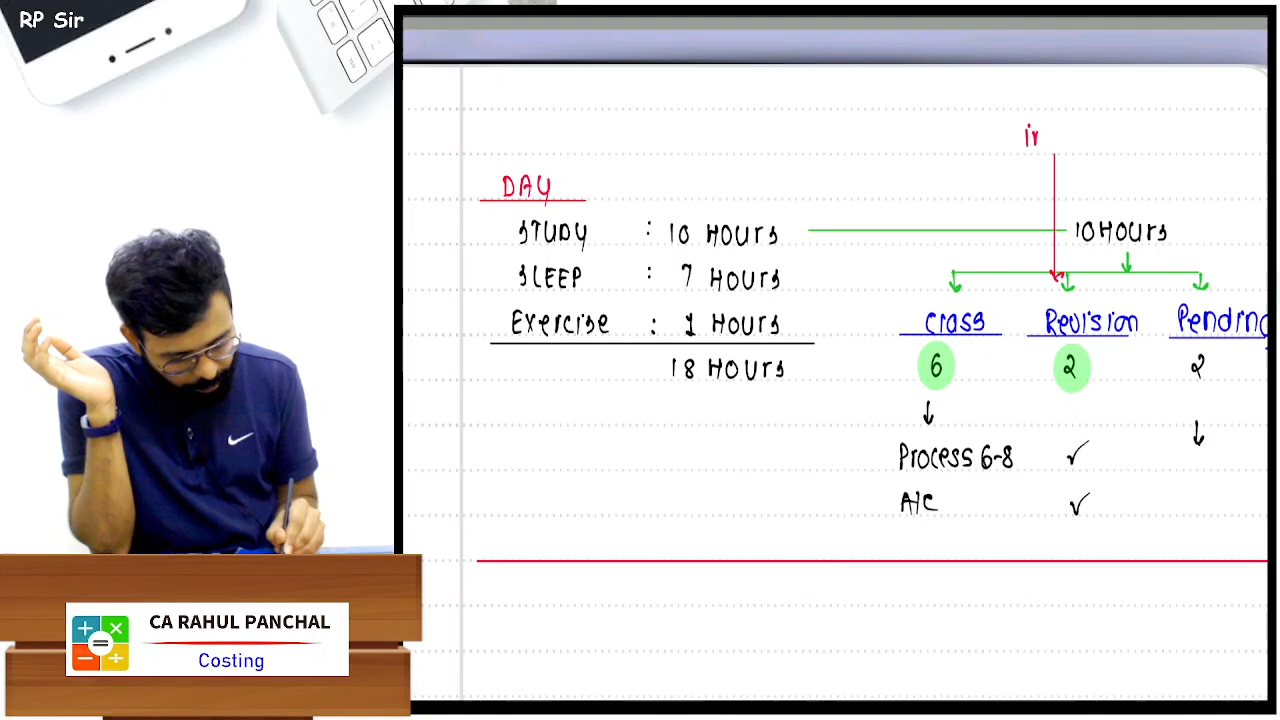 RP Sir
ir
DAY
STUDY : 10 HOURS
10 HOURS
SLEEP : 7 HOURS
Exercise : 1 HOURS
Class Revision Pending
18 HOURS
6 2 2
Process 6-8 ✓
A/C ✓
CA RAHUL PANCHAL
Costing